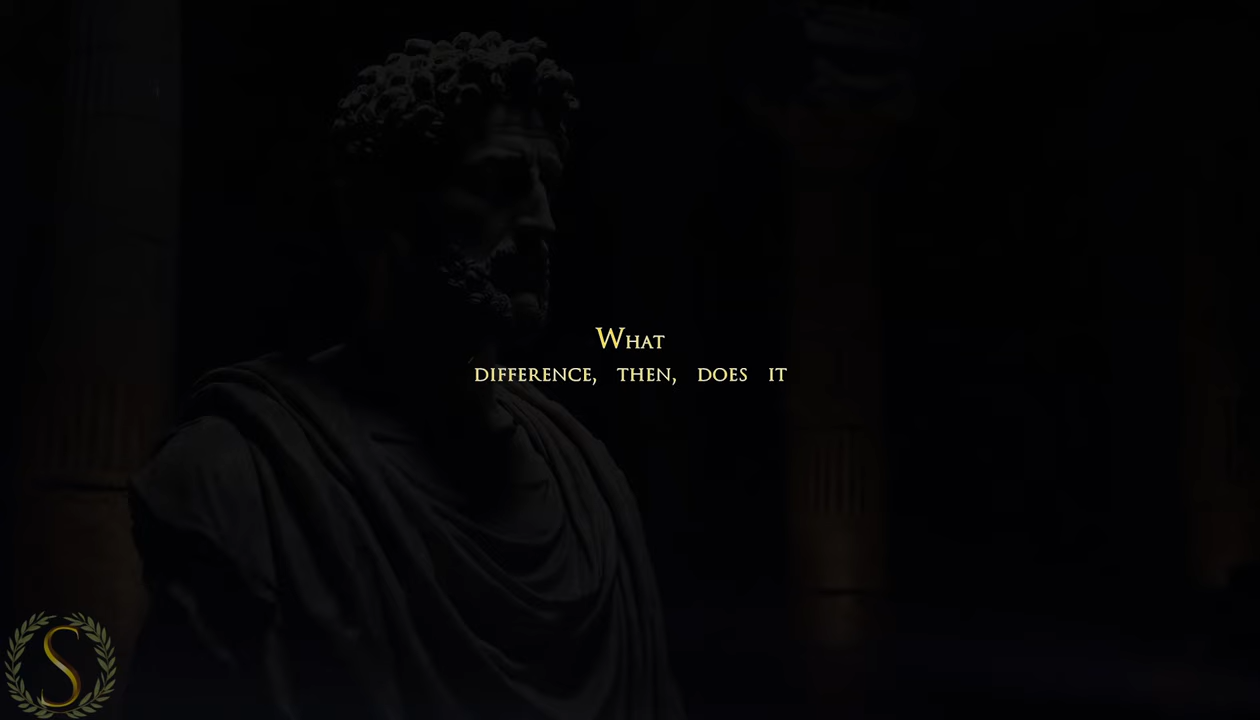 What
difference, then, does it
S